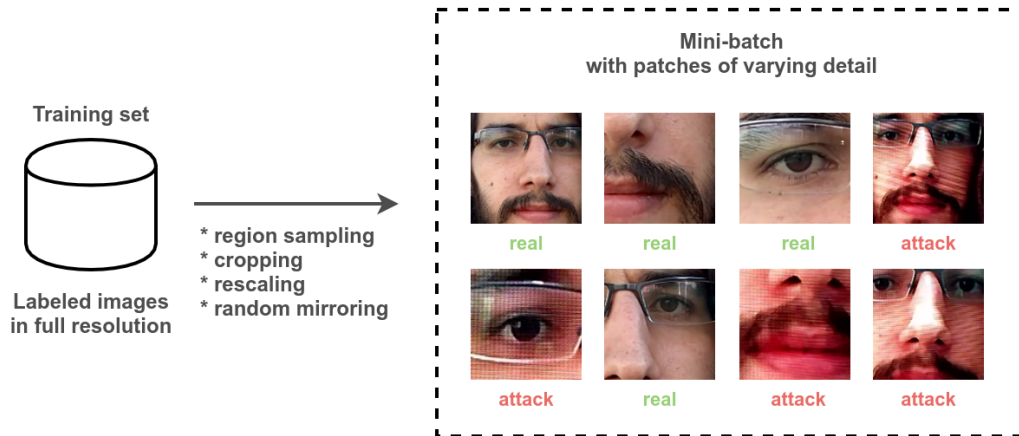 Training set
Labeled images
in full resolution
* region sampling
* cropping
* rescaling
* random mirroring
Mini-batch
with patches of varying detail
real
real
real
attack
attack
real
attack
attack